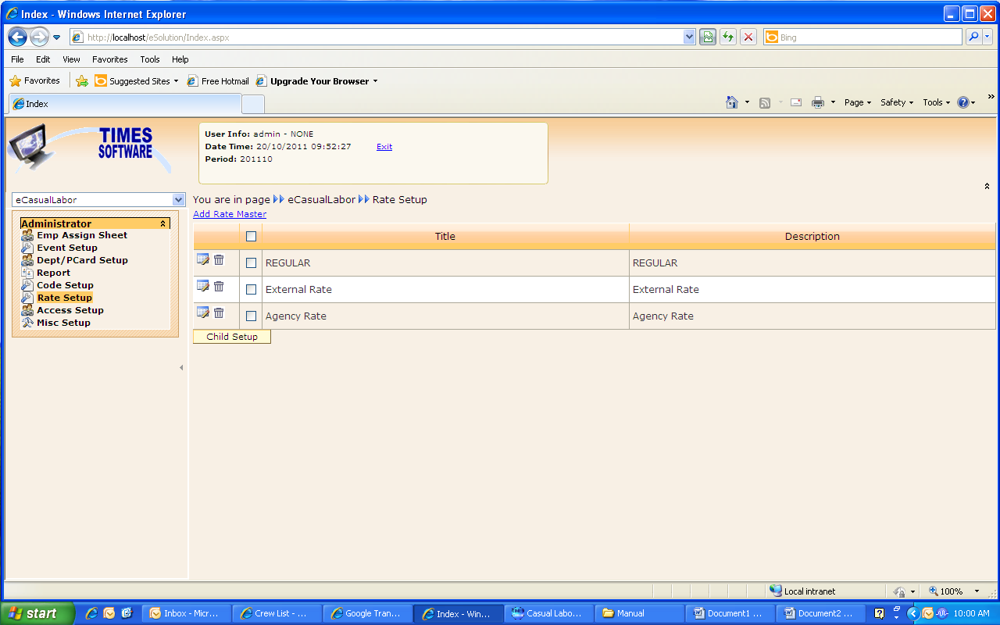 Index - Windows Internet Explorer
http://localhost/eSolution/Index.aspx
Bing
File Edit View Favorites Tools Help
Favorites Suggested Sites Free Hotmail Upgrade Your Browser
Index
Page Safety Tools
TIMES
SOFTWARE
User Info: admin - NONE
Date Time: 20/10/2011 09:52:27 Exit
Period: 201110
eCasualLabor
Administrator
Emp Assign Sheet
Event Setup
Dept/PCard Setup
Report
Code Setup
Rate Setup
Access Setup
Misc Setup
You are in page eCasualLabor Rate Setup
Add Rate Master
Title Description
REGULAR REGULAR
External Rate External Rate
Agency Rate Agency Rate
Child Setup
Local intranet 100%
start Inbox - Micr... Crew List - ... Google Tran... Index - Win... Casual Labo... Manual Document1 ... Document2 ... 10:00 AM